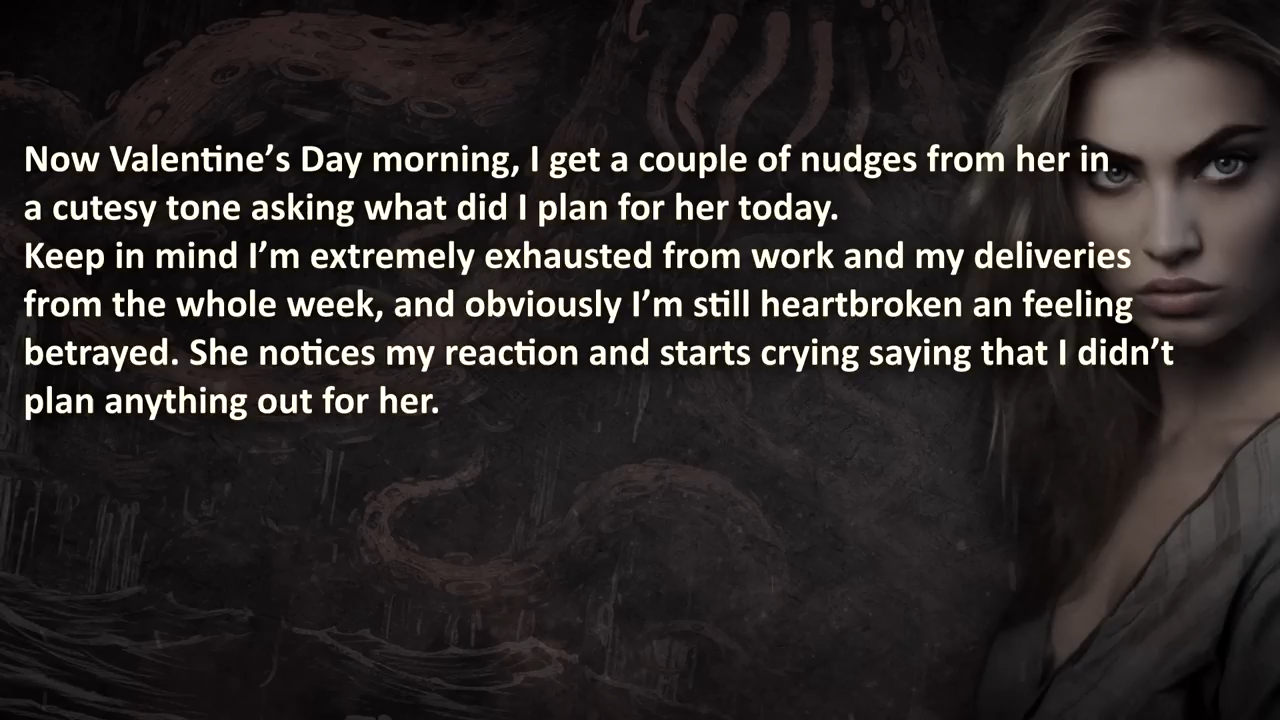 Now Valentine’s Day morning, I get a couple of nudges from her in
a cutesy tone asking what did I plan for her today.
Keep in mind I’m extremely exhausted from work and my deliveries
from the whole week, and obviously I’m still heartbroken an feeling
betrayed. She notices my reaction and starts crying saying that I didn’t
plan anything out for her.